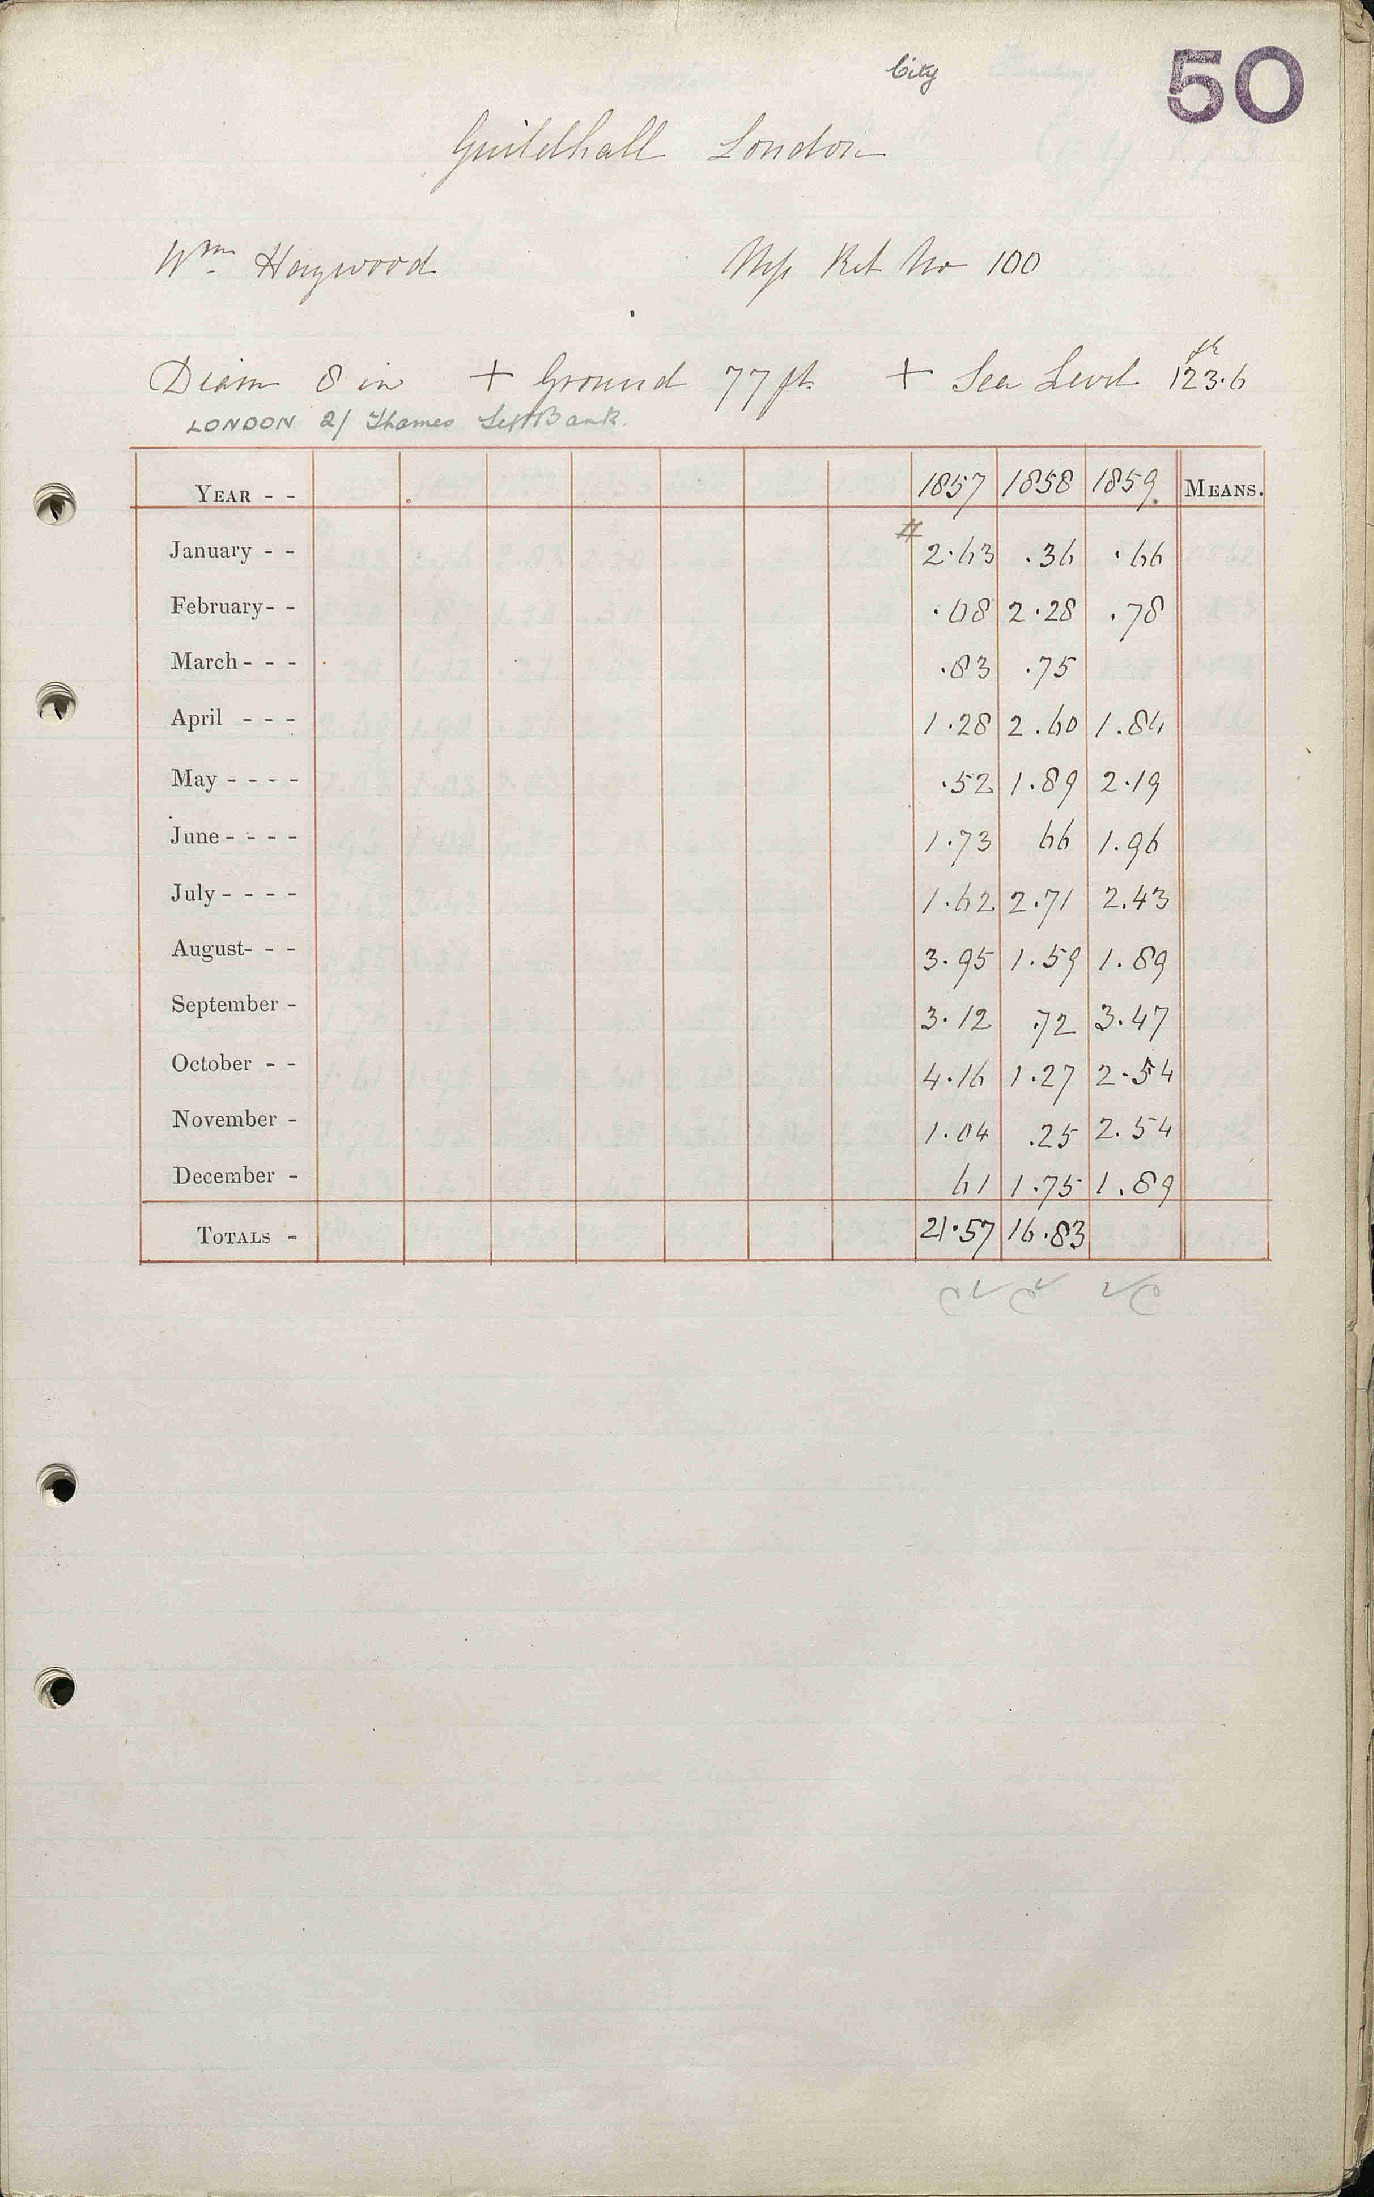 City 50
Guildhall London
Wm Haywood Mfs Ret No 100
Diam 8 in + Ground 77 ft + Sea Level 123.6 ft
LONDON 2/ Thames Left Bank.
YEAR - - 1857 1858 1859. MEANS.
January - - # 2.63 .36 .66
February - - .08 2.28 .78
March - - - .83 .75
April - - - 1.28 2.60 1.84
May - - - - .52 1.89 2.19
June - - - - 1.73 66 1.96
July - - - - 1.62 2.71 2.43
August - - - 3.95 1.59 1.89
September - 3.12 .72 3.47
October - - 4.16 1.27 2.54
November - 1.04 .25 2.54
December - 61 1.75 1.89
TOTALS - 21.57 16.83